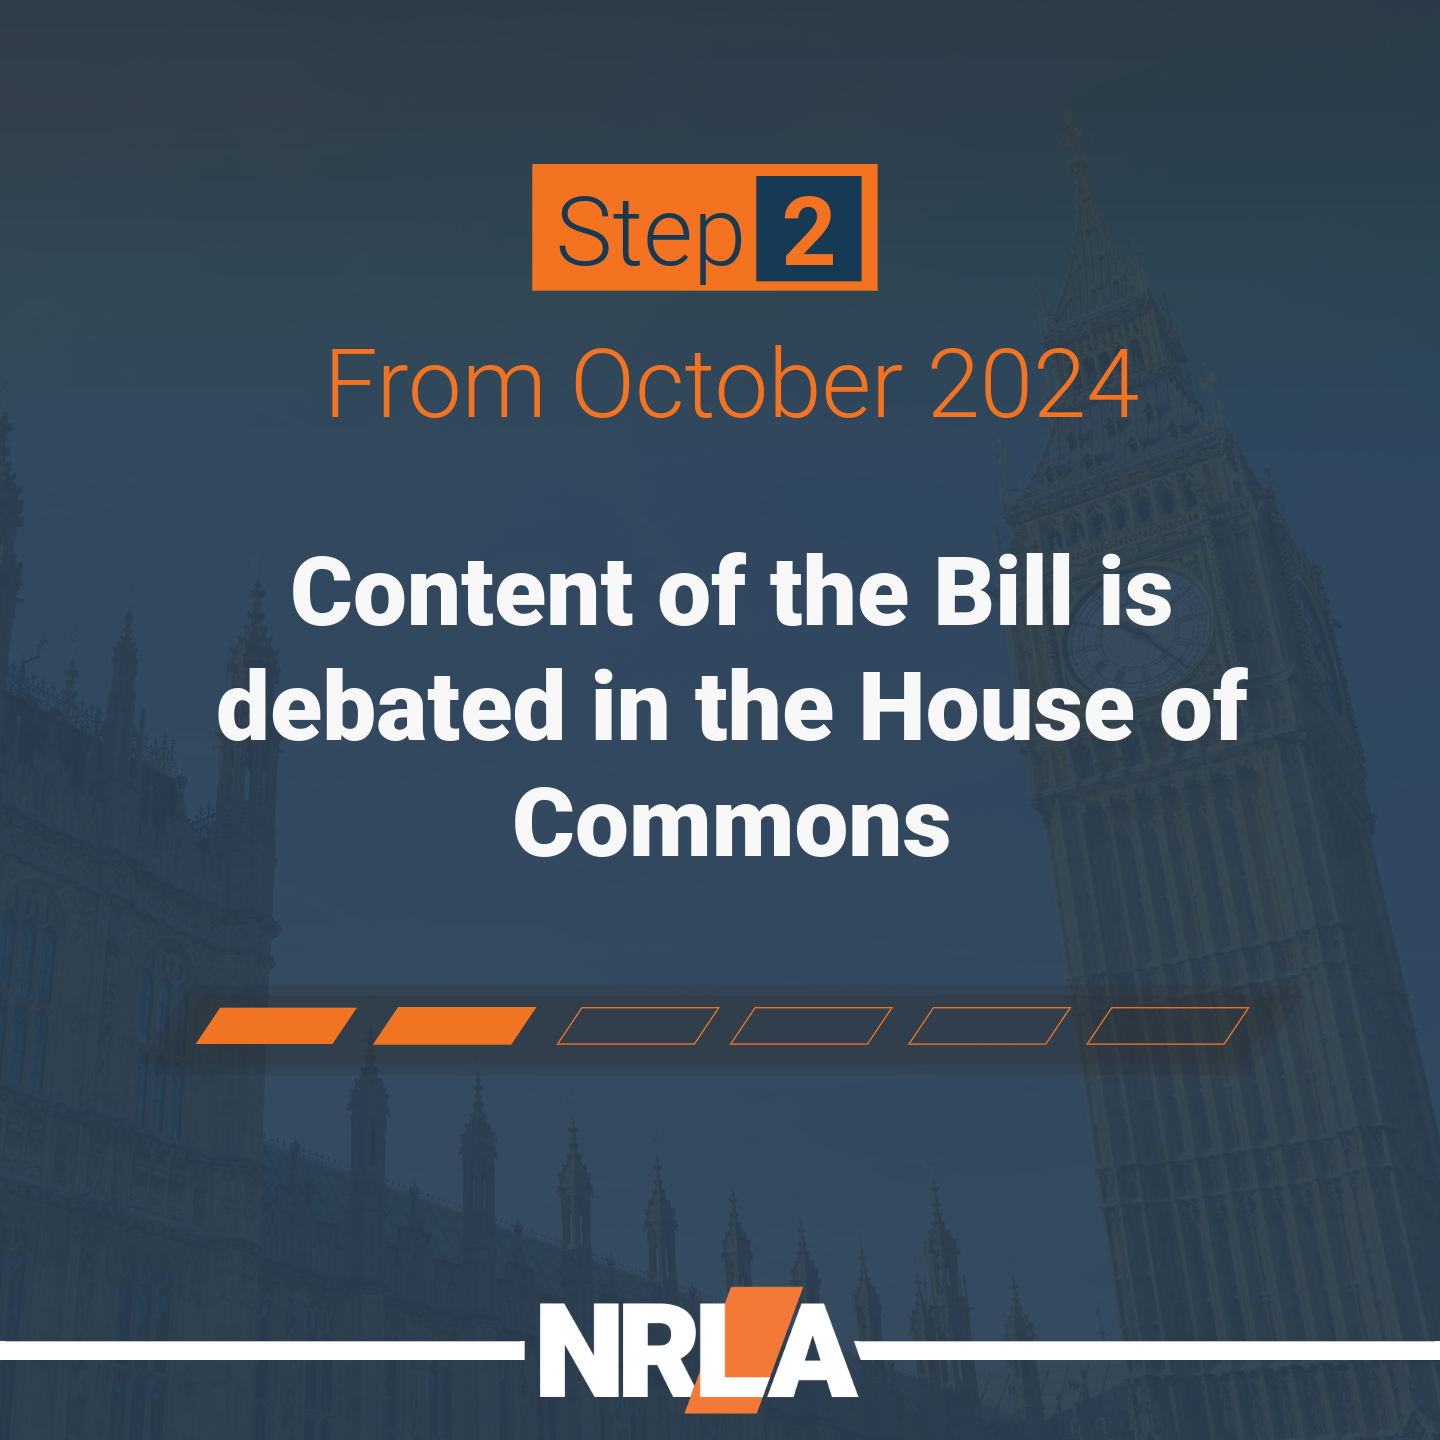 Step 2
From October 2024
Content of the Bill is
debated in the House of
Commons
NRLA